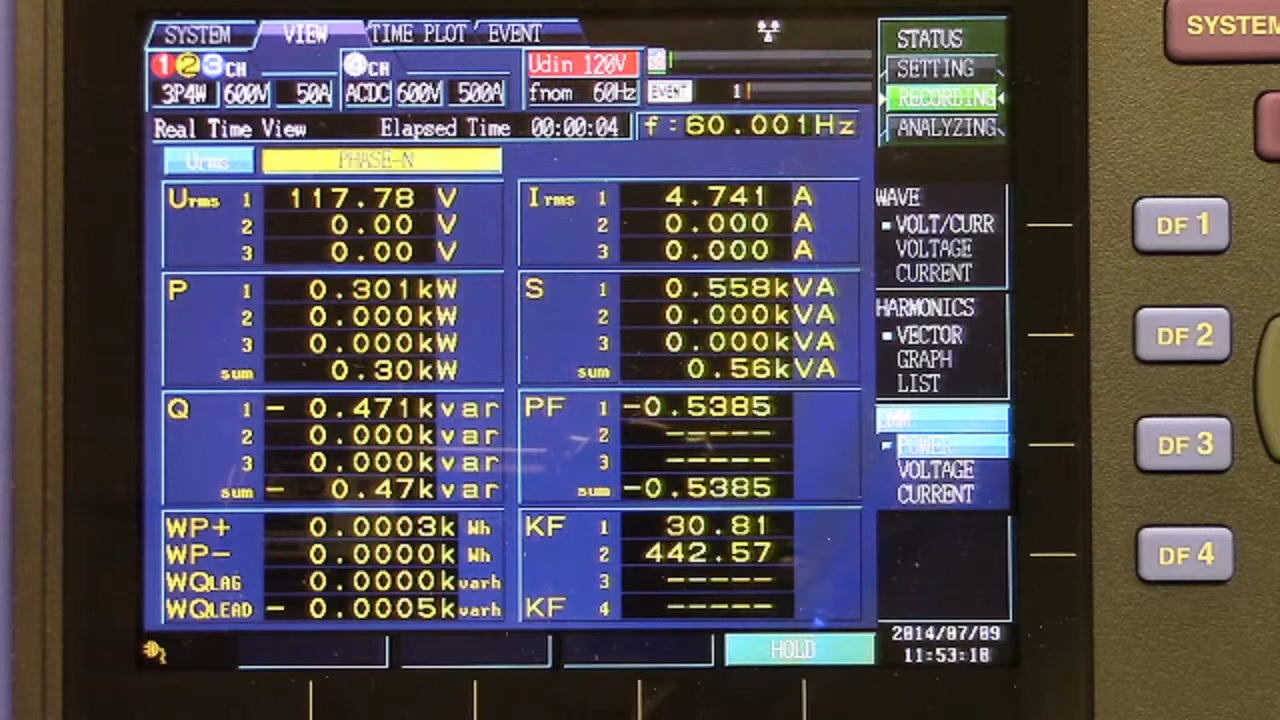 SYSTEM VIEW TIME PLOT EVENT
1 2 3 CH 4 CH Udin 120V
3P4W 600V 50A ACDC 600V 500A fnom 60Hz EVENT 1
Real Time View Elapsed Time 00:00:04 f:60.001Hz
Urms PHASE-N
Urms 1 117.78 V
2 0.00 V
3 0.00 V
Irms 1 4.741 A
2 0.000 A
3 0.000 A
P 1 0.301kW
2 0.000kW
3 0.000kW
sum 0.30kW
S 1 0.558kVA
2 0.000kVA
3 0.000kVA
sum 0.56kVA
Q 1 - 0.471kvar
2 0.000kvar
3 0.000kvar
sum - 0.47kvar
PF 1 -0.5385
2 -----
3 -----
sum -0.5385
WP+ 0.0003k Wh
WP- 0.0000k Wh
WQLAG 0.0000kvarh
WQLEAD - 0.0005kvarh
KF 1 30.81
2 442.57
3 -----
KF 4 -----
HOLD
STATUS
SETTING
RECORDING
ANALYZING
WAVE
VOLT/CURR
VOLTAGE
CURRENT
HARMONICS
VECTOR
GRAPH
LIST
DMM
POWER
VOLTAGE
CURRENT
2014/07/09
11:53:18
SYSTEM
DF 1
DF 2
DF 3
DF 4